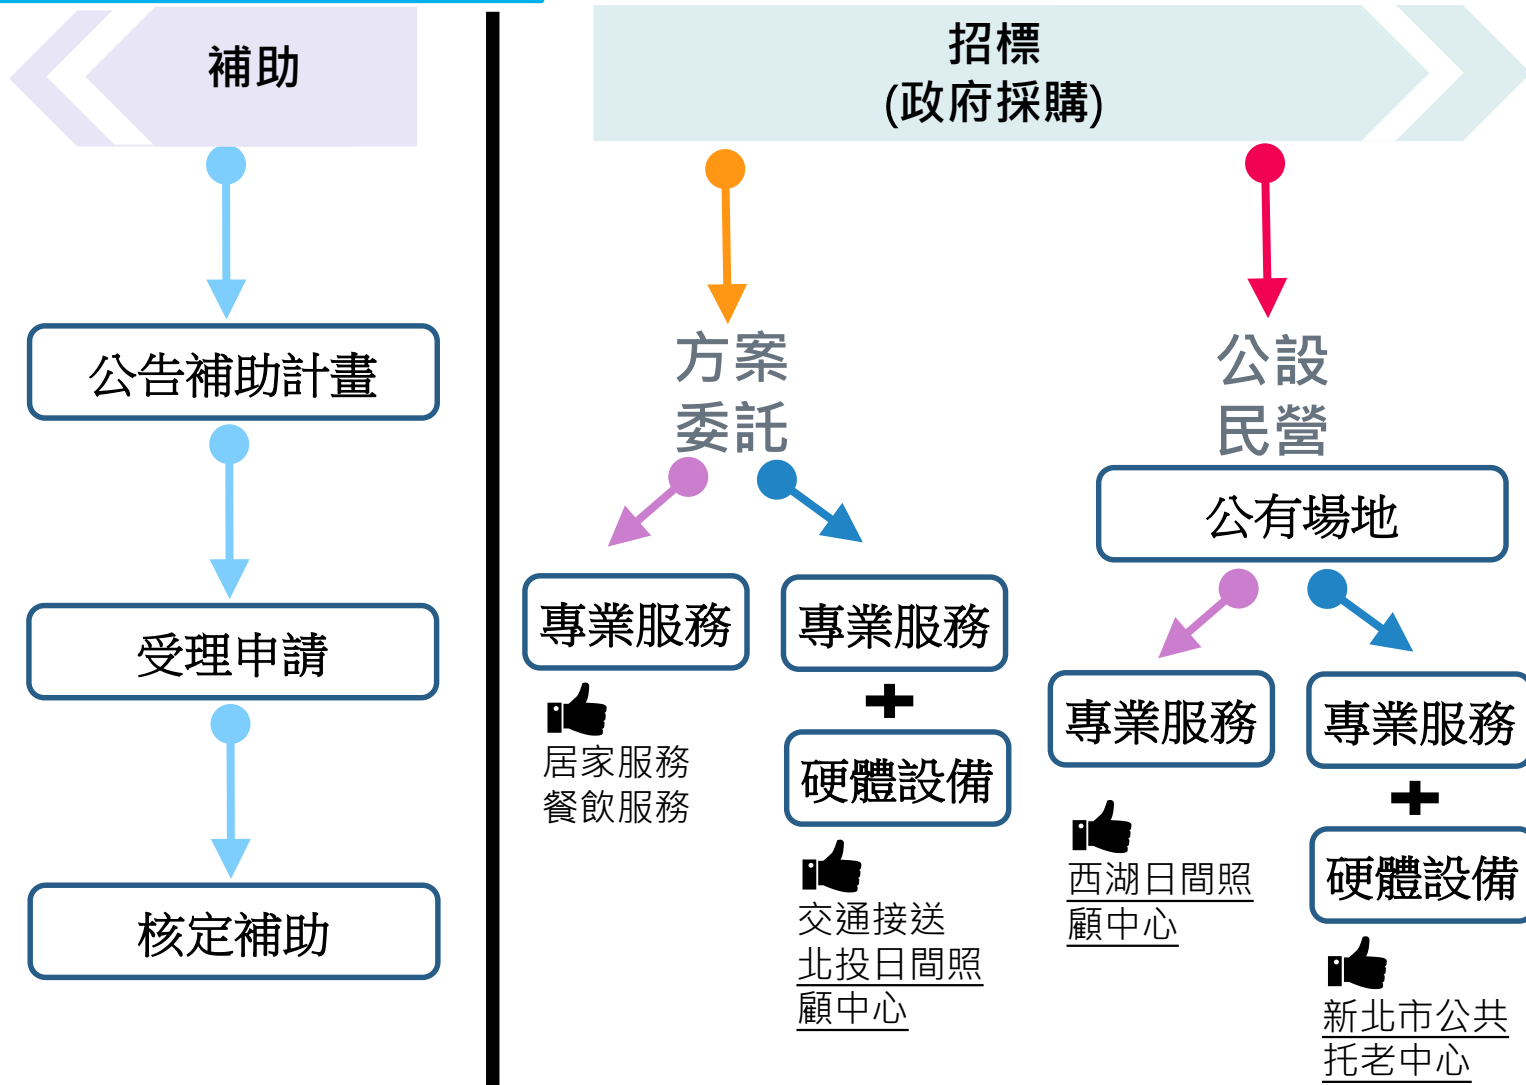 補助
公告補助計畫
受理申請
核定補助
招標
(政府採購)
方案
委託
專業服務
居家服務
餐飲服務
專業服務
硬體設備
交通接送
北投日間照
顧中心
公設
民營
公有場地
專業服務
西湖日間照
顧中心
專業服務
硬體設備
新北市公共
托老中心